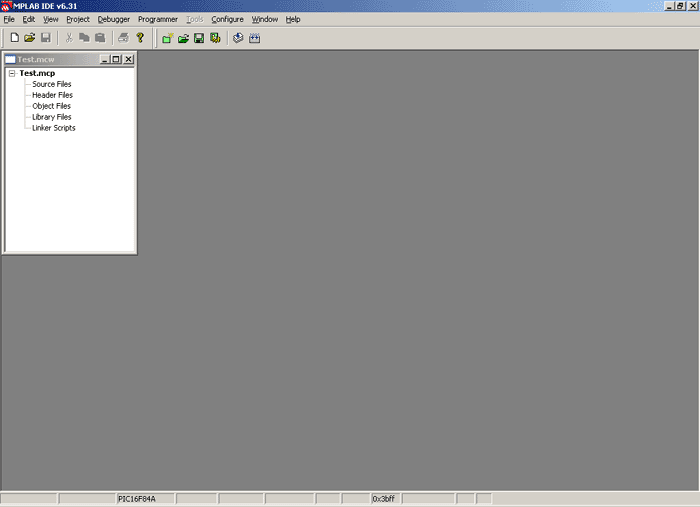 MPLAB IDE v6.31
File Edit View Project Debugger Programmer Tools Configure Window Help
Test.mcw
Test.mcp
Source Files
Header Files
Object Files
Library Files
Linker Scripts
PIC16F84A 0x3bff